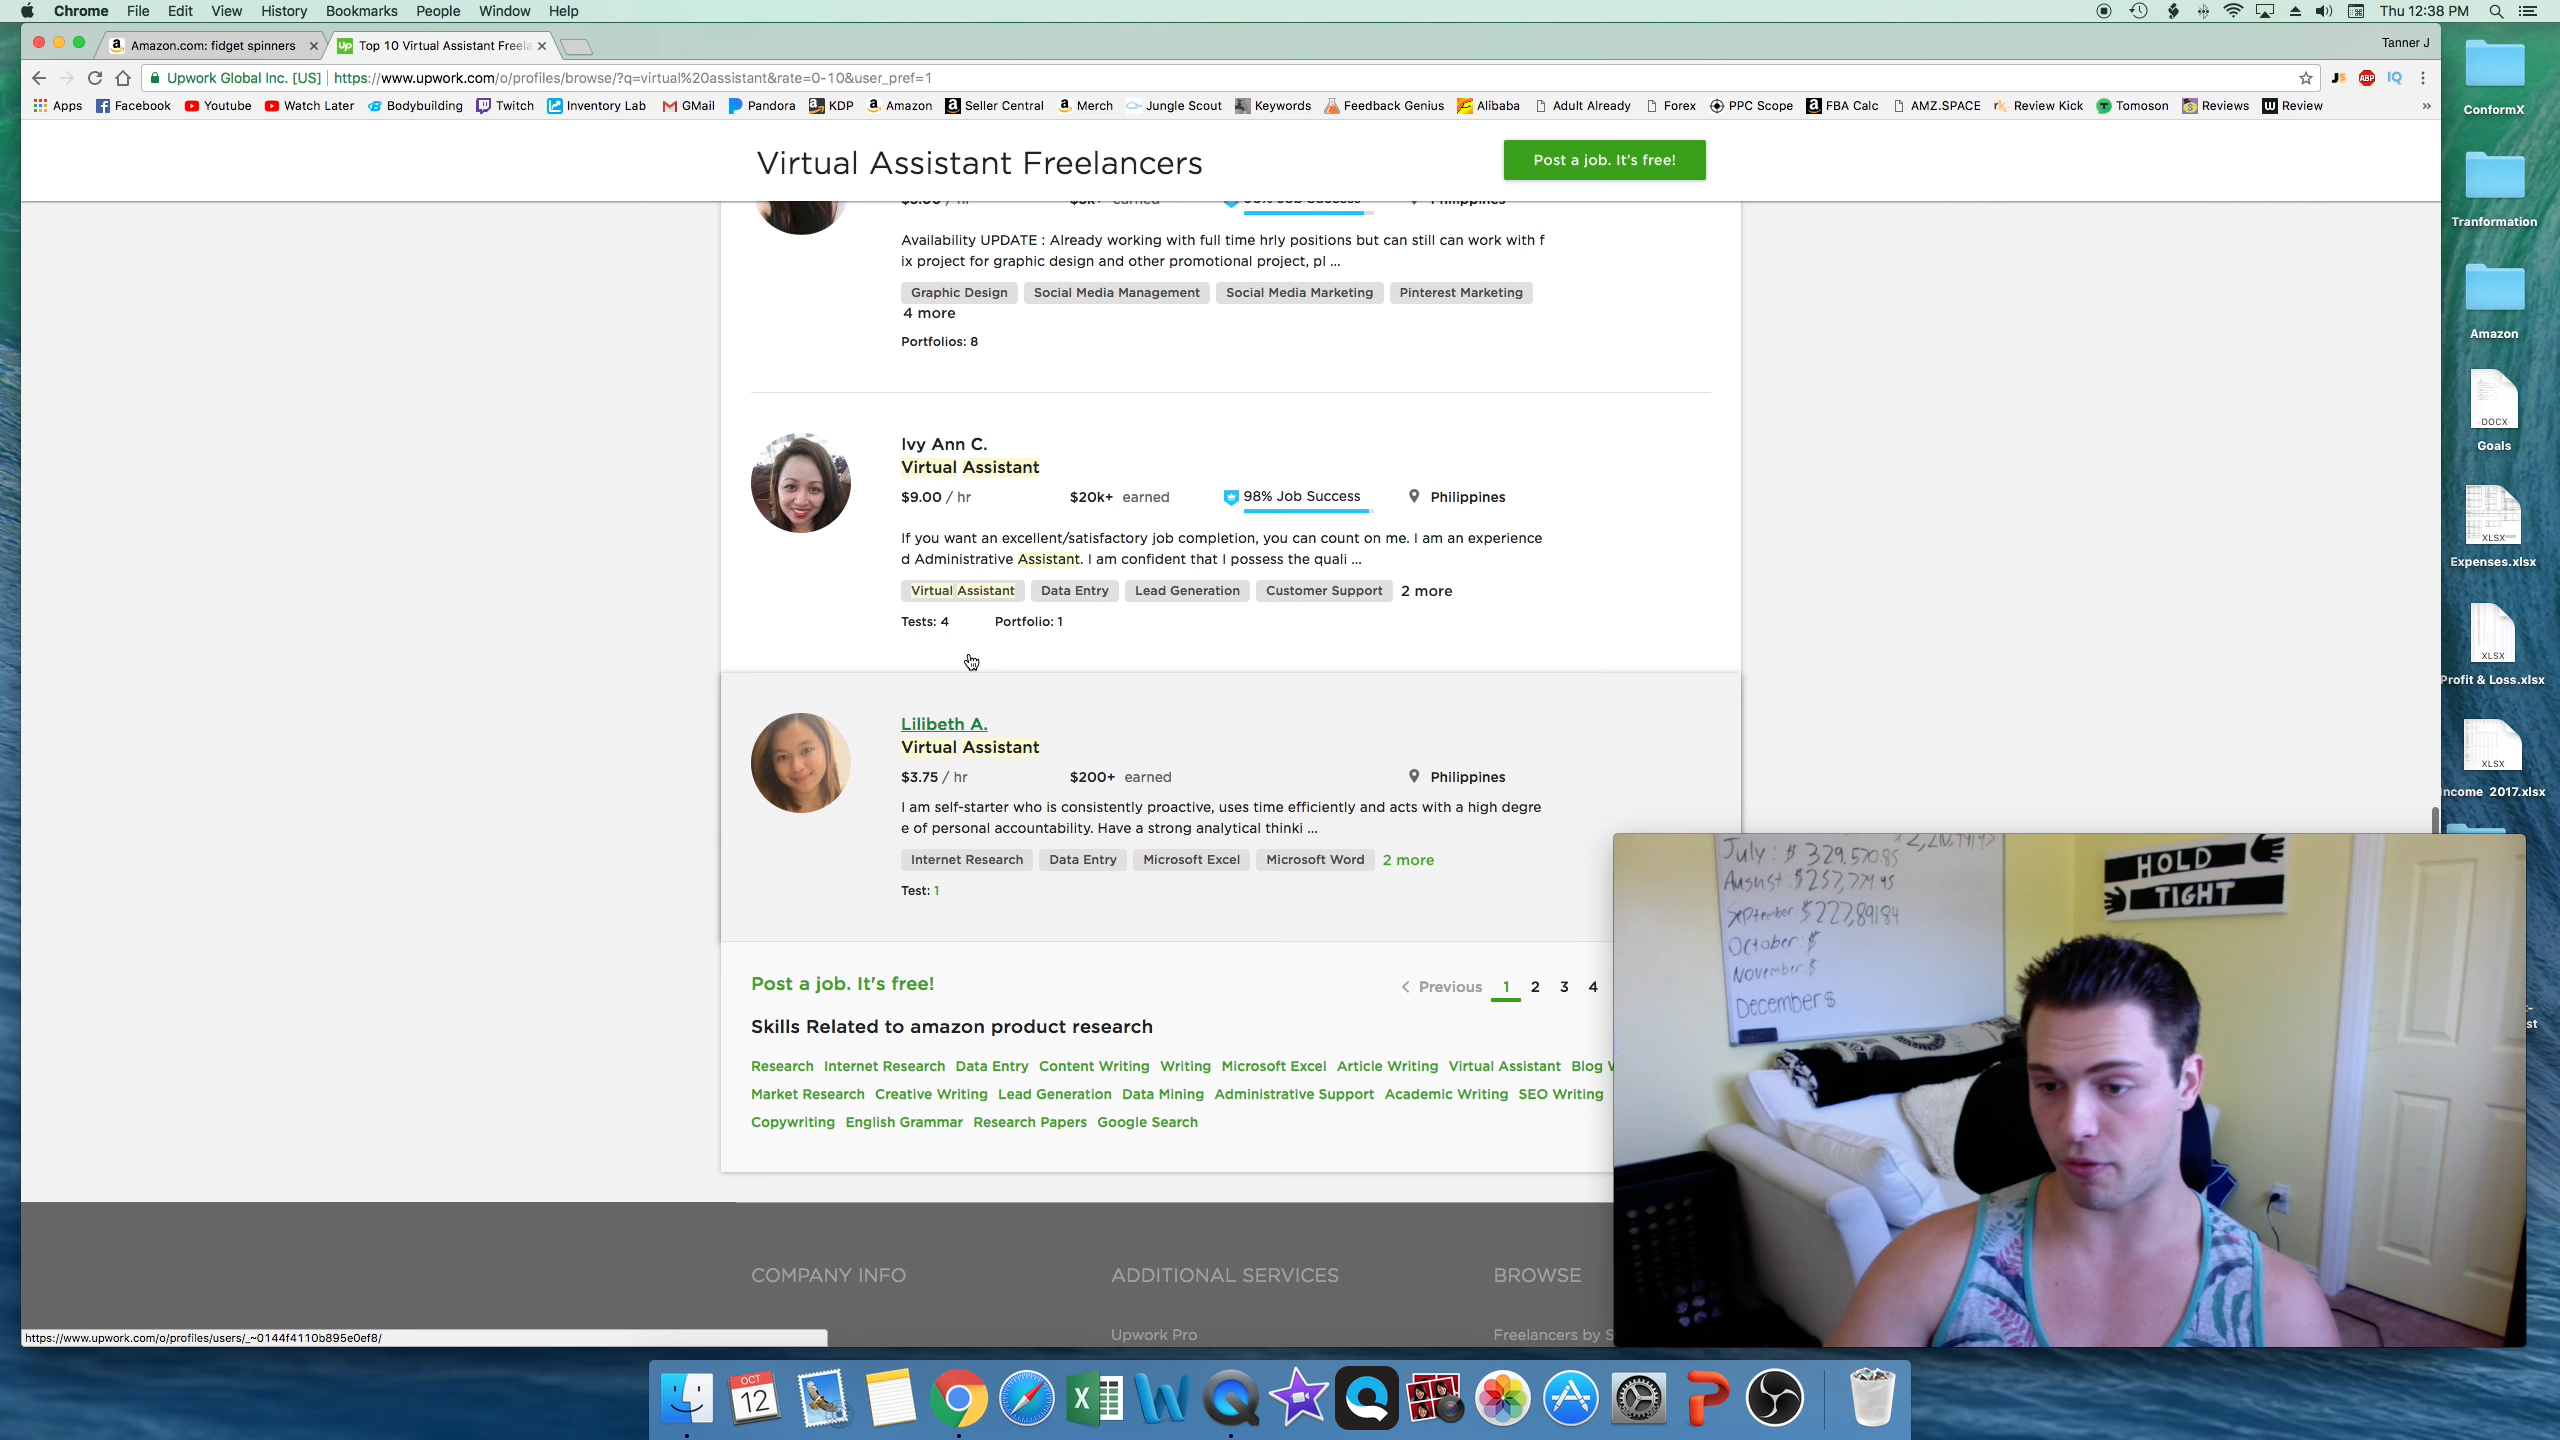 Chrome File Edit View History Bookmarks People Window Help
Thu 12:38 PM
Amazon.com: fidget spinners
Top 10 Virtual Assistant Freela
Tanner J
Upwork Global Inc. [US] https://www.upwork.com/o/profiles/browse/?q=virtual%20assistant&rate=0-10&user_pref=1
Apps Facebook Youtube Watch Later Bodybuilding Twitch Inventory Lab GMail Pandora KDP Amazon Seller Central Merch Jungle Scout Keywords Feedback Genius Alibaba Adult Already Forex PPC Scope FBA Calc AMZ.SPACE Review Kick Tomoson Reviews Review »
Virtual Assistant Freelancers
Post a job. It's free!
Availability UPDATE : Already working with full time hrly positions but can still can work with f
ix project for graphic design and other promotional project, pl ...
Graphic Design Social Media Management Social Media Marketing Pinterest Marketing
4 more
Portfolios: 8
Ivy Ann C.
Virtual Assistant
$9.00 / hr $20k+ earned 98% Job Success Philippines
If you want an excellent/satisfactory job completion, you can count on me. I am an experience
d Administrative Assistant. I am confident that I possess the quali ...
Virtual Assistant Data Entry Lead Generation Customer Support 2 more
Tests: 4 Portfolio: 1
Lilibeth A.
Virtual Assistant
$3.75 / hr $200+ earned Philippines
I am self-starter who is consistently proactive, uses time efficiently and acts with a high degre
e of personal accountability. Have a strong analytical thinki ...
Internet Research Data Entry Microsoft Excel Microsoft Word 2 more
Test: 1
Post a job. It's free!
< Previous 1 2 3 4
Skills Related to amazon product research
Research Internet Research Data Entry Content Writing Writing Microsoft Excel Article Writing Virtual Assistant Blog
Market Research Creative Writing Lead Generation Data Mining Administrative Support Academic Writing SEO Writing
Copywriting English Grammar Research Papers Google Search
COMPANY INFO ADDITIONAL SERVICES BROWSE
Upwork Pro Freelancers by S
https://www.upwork.com/o/profiles/users/_~0144f4110b895e0ef8/
ConformX
Tranformation
Amazon
DOCX
Goals
XLSX
Expenses.xlsx
XLSX
Profit & Loss.xlsx
XLSX
ncome 2017.xlsx
st
July: $ 329,570.85
August: $257,774.45
September $227,891.84
October: $
November: $
December $
HOLD
TIGHT
OCT
12